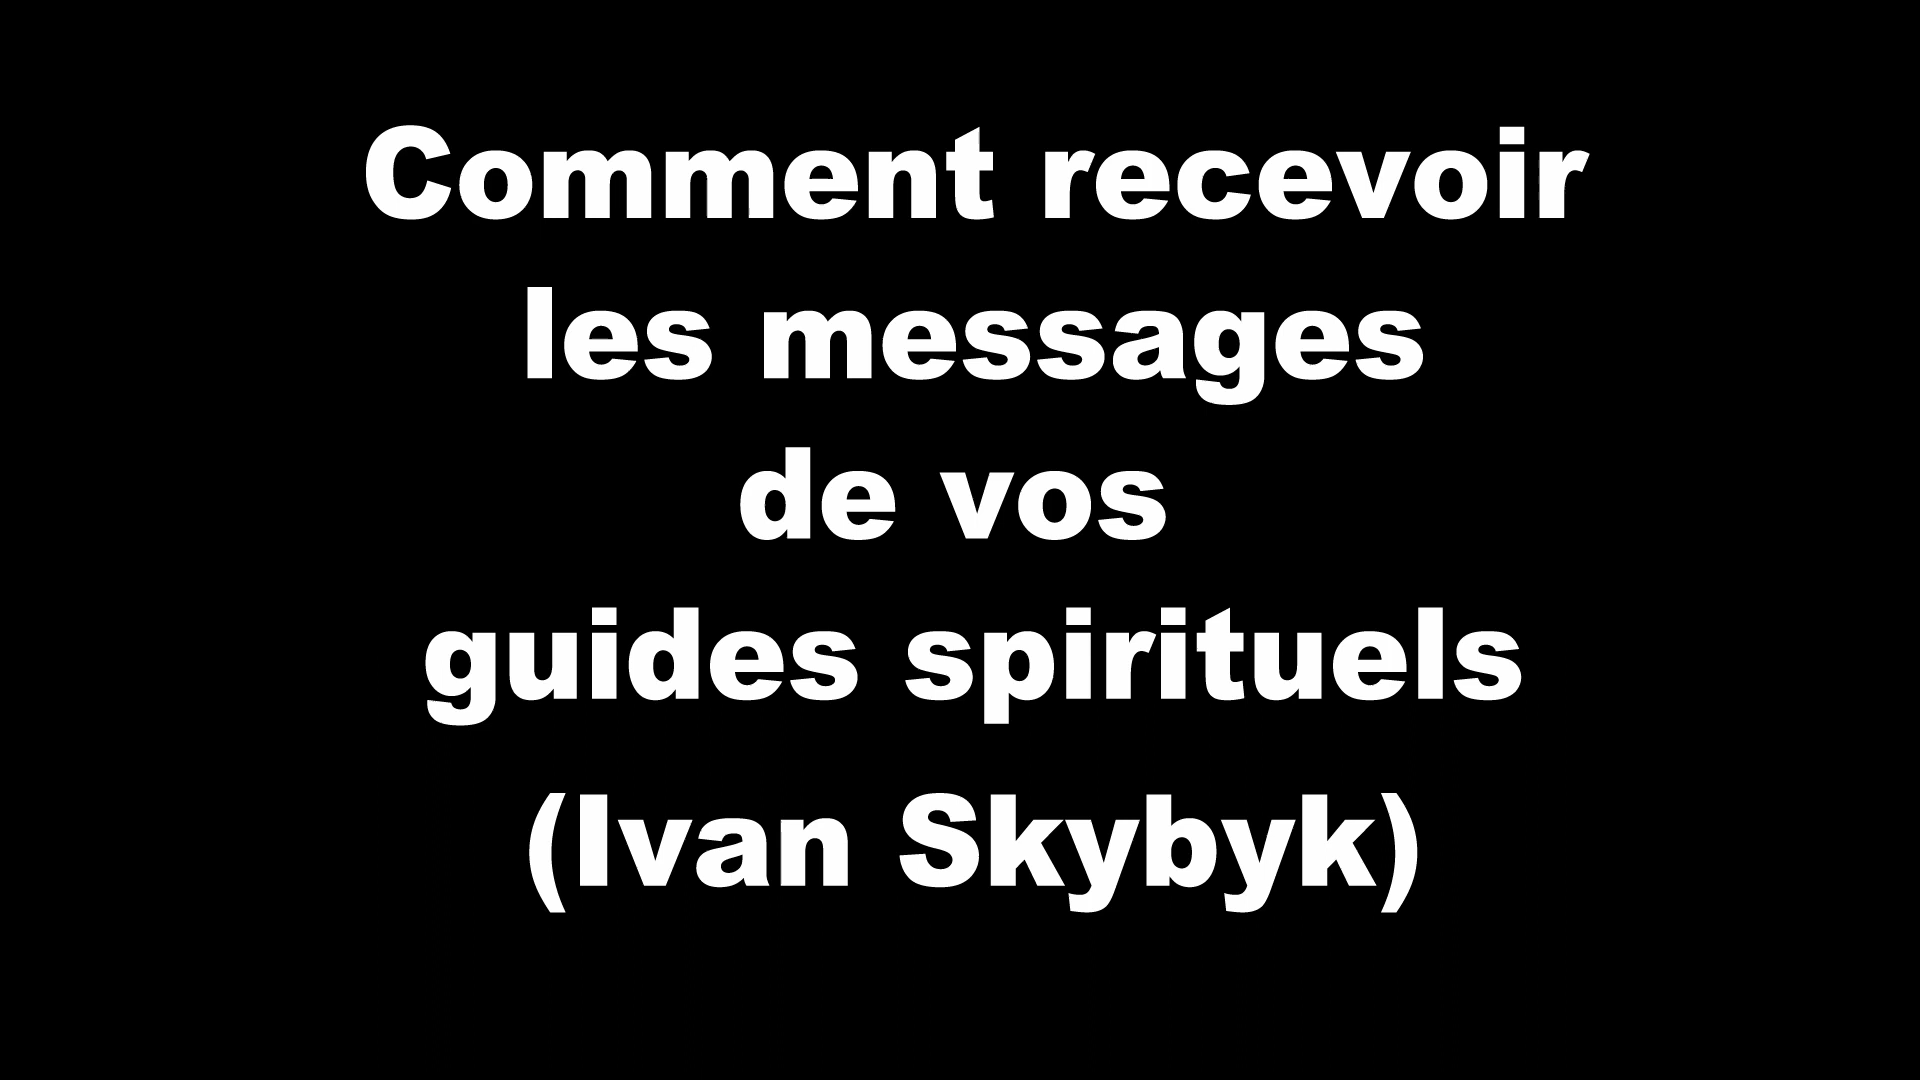 Comment recevoir
les messages
de vos
guides spirituels
(Ivan Skybyk)